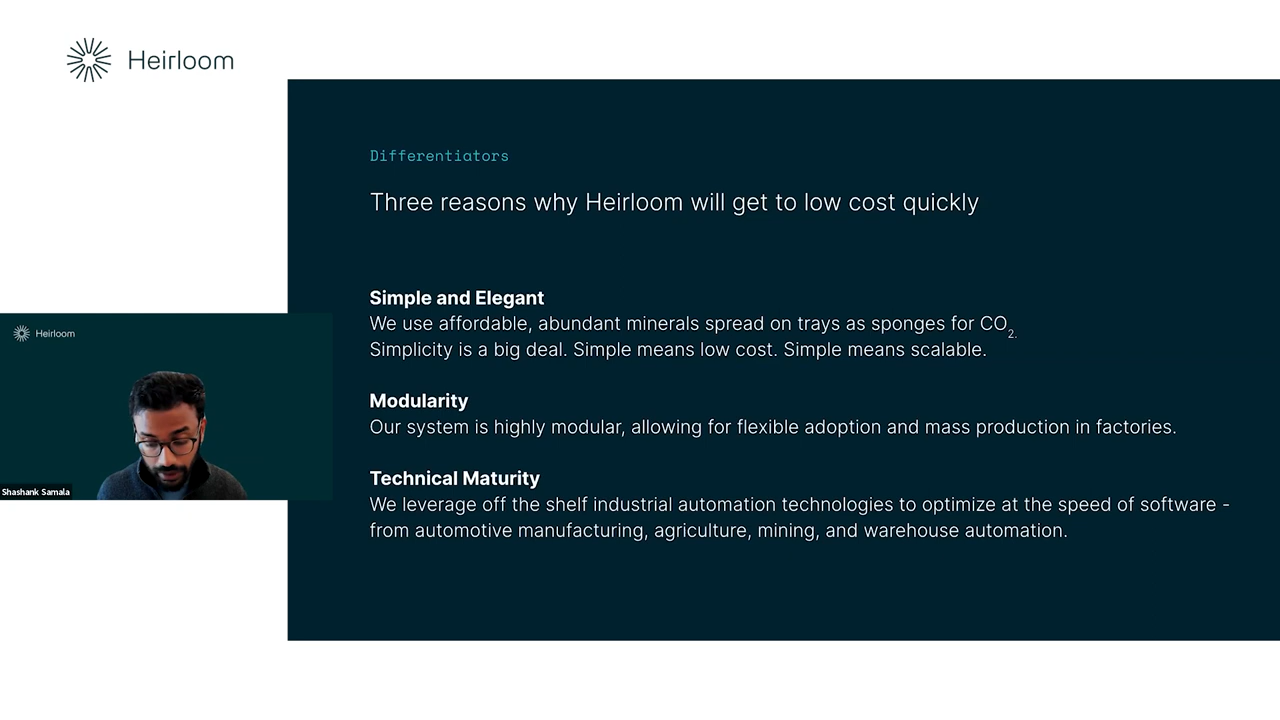 Heirloom
Differentiators
Three reasons why Heirloom will get to low cost quickly
Simple and Elegant
We use affordable, abundant minerals spread on trays as sponges for CO₂.
Simplicity is a big deal. Simple means low cost. Simple means scalable.
Modularity
Our system is highly modular, allowing for flexible adoption and mass production in factories.
Technical Maturity
We leverage off the shelf industrial automation technologies to optimize at the speed of software -
from automotive manufacturing, agriculture, mining, and warehouse automation.
Heirloom
Shashank Samala